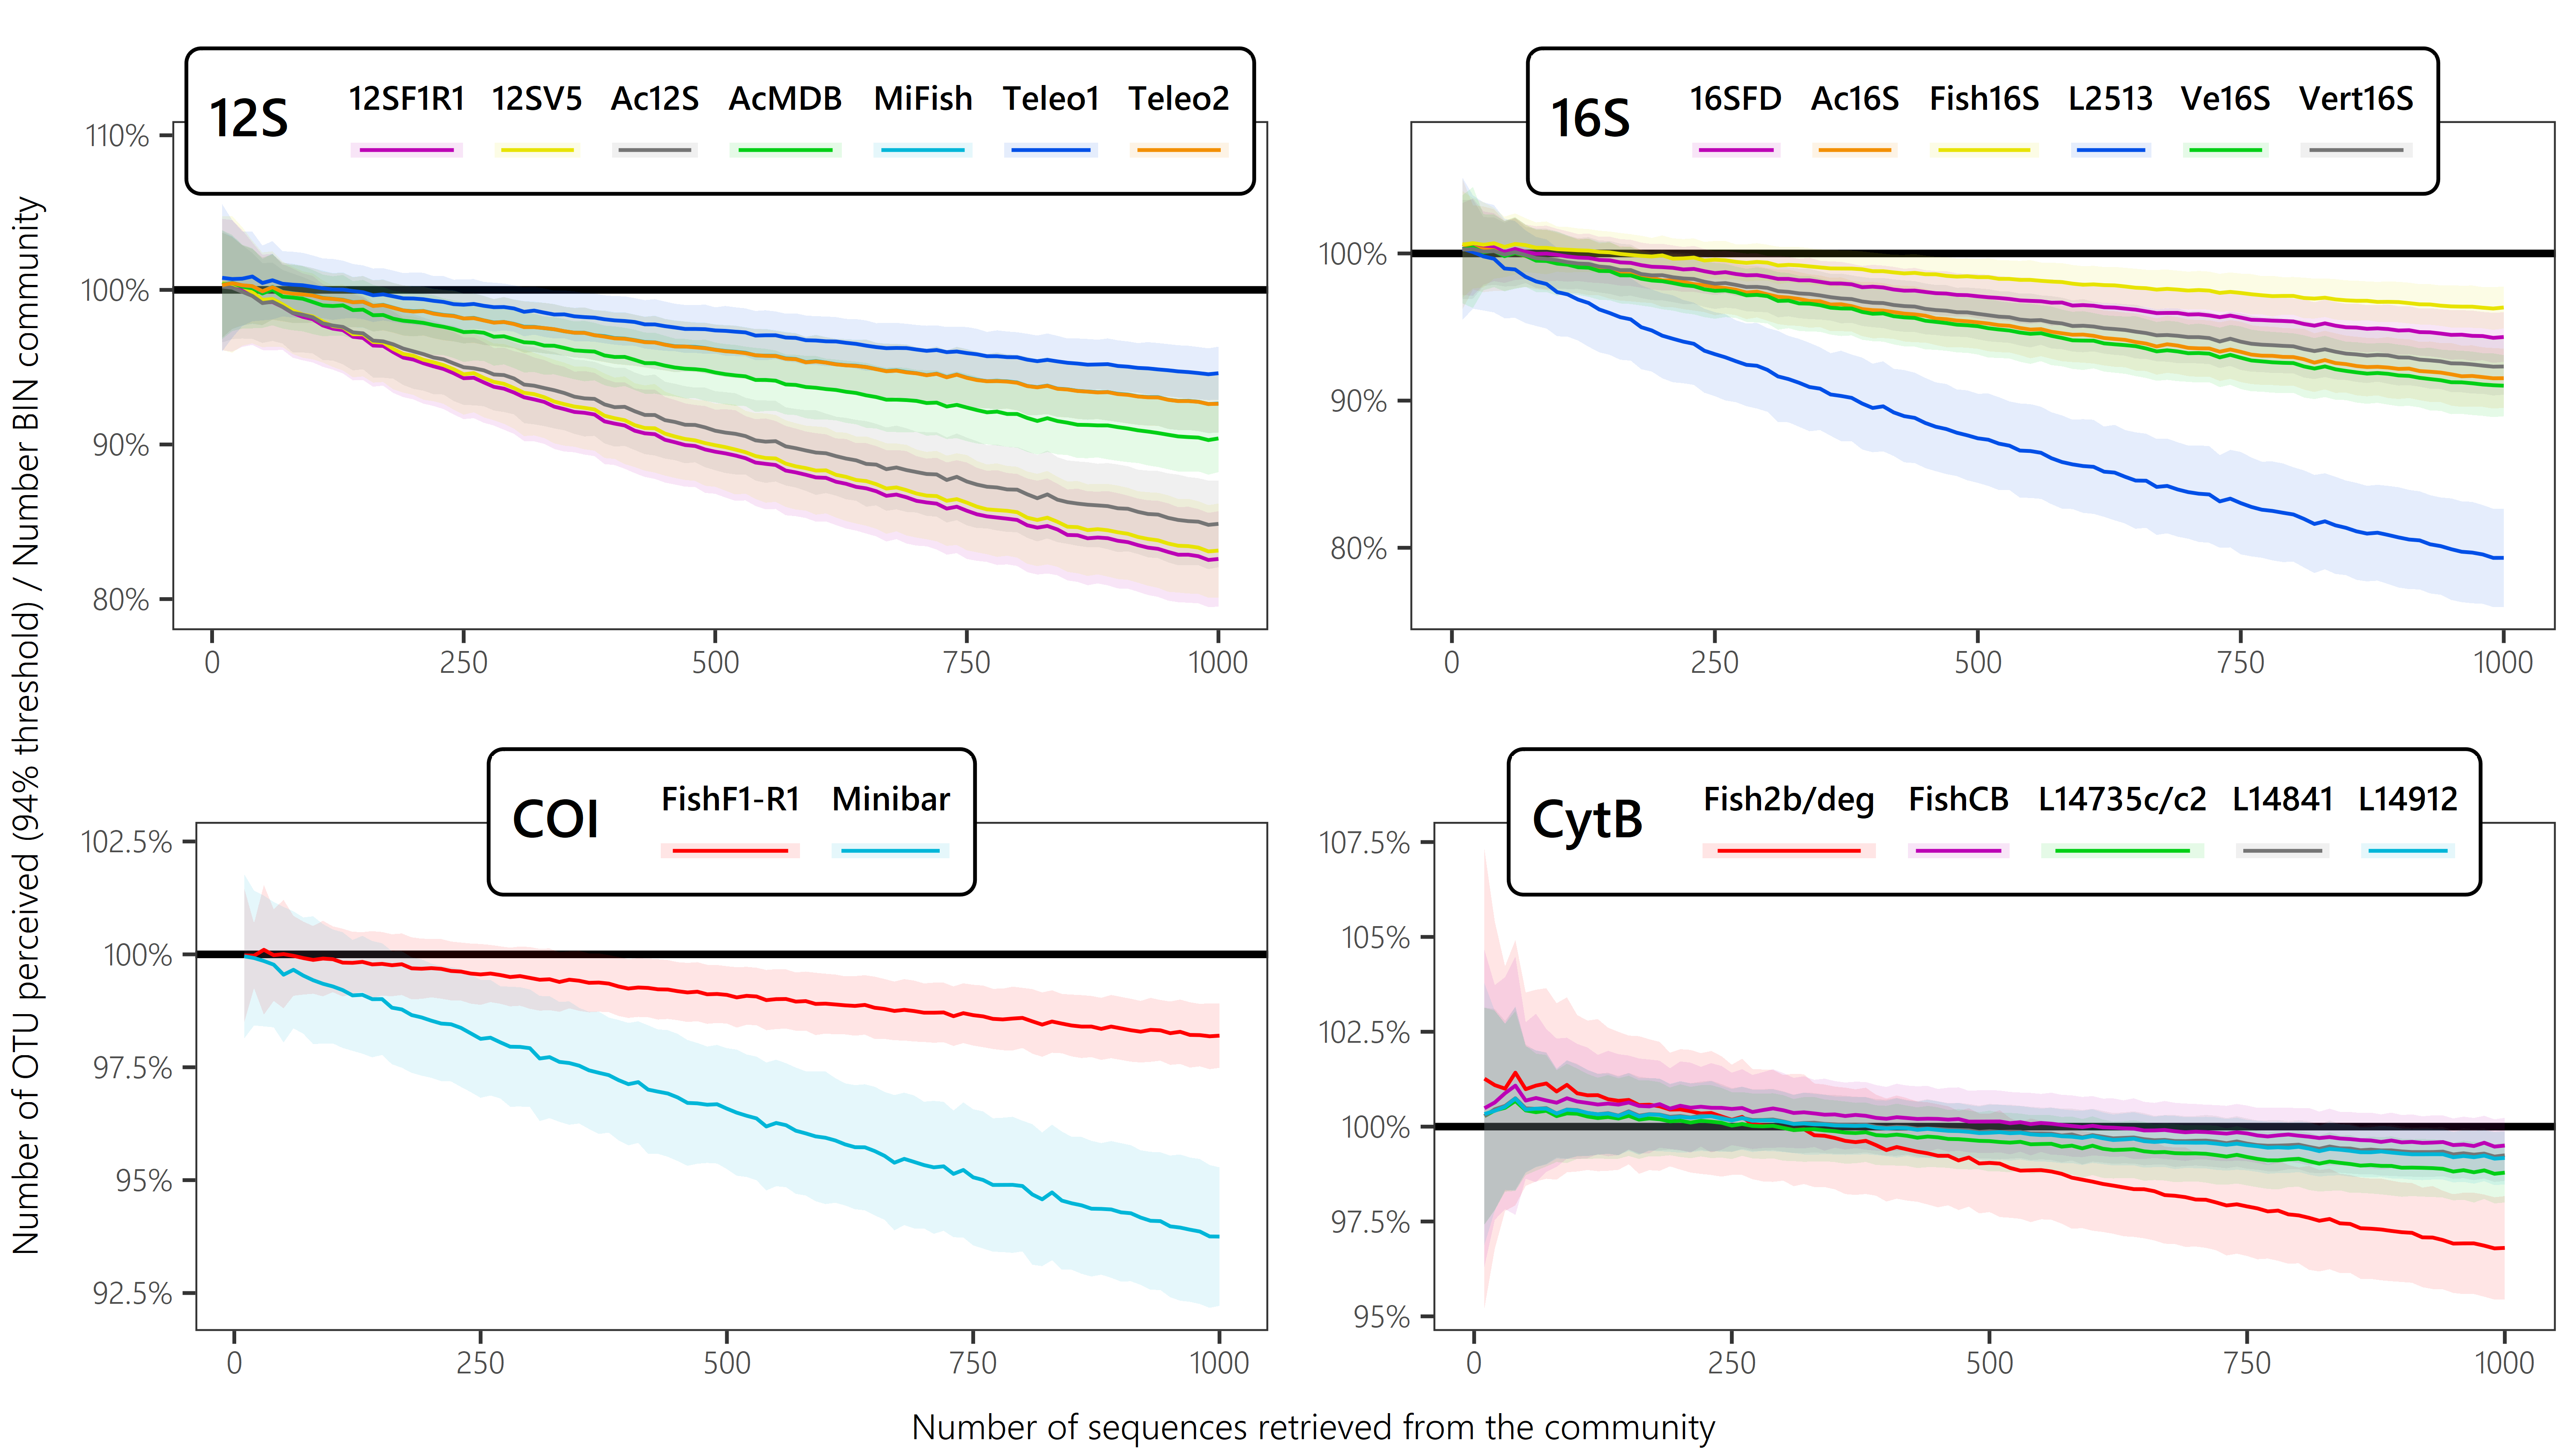 Number of OTU perceived (94% threshold) / Number BIN community
12S 12SF1R1 12SV5 Ac12S AcMDB MiFish Teleo1 Teleo2
110%
100%
90%
80%
0 250 500 750 1000
16S 16SFD Ac16S Fish16S L2513 Ve16S Vert16S
100%
90%
80%
0 250 500 750 1000
COI FishF1-R1 Minibar
102.5%
100%
97.5%
95%
92.5%
0 250 500 750 1000
CytB Fish2b/deg FishCB L14735c/c2 L14841 L14912
107.5%
105%
102.5%
100%
97.5%
95%
0 250 500 750 1000
Number of sequences retrieved from the community